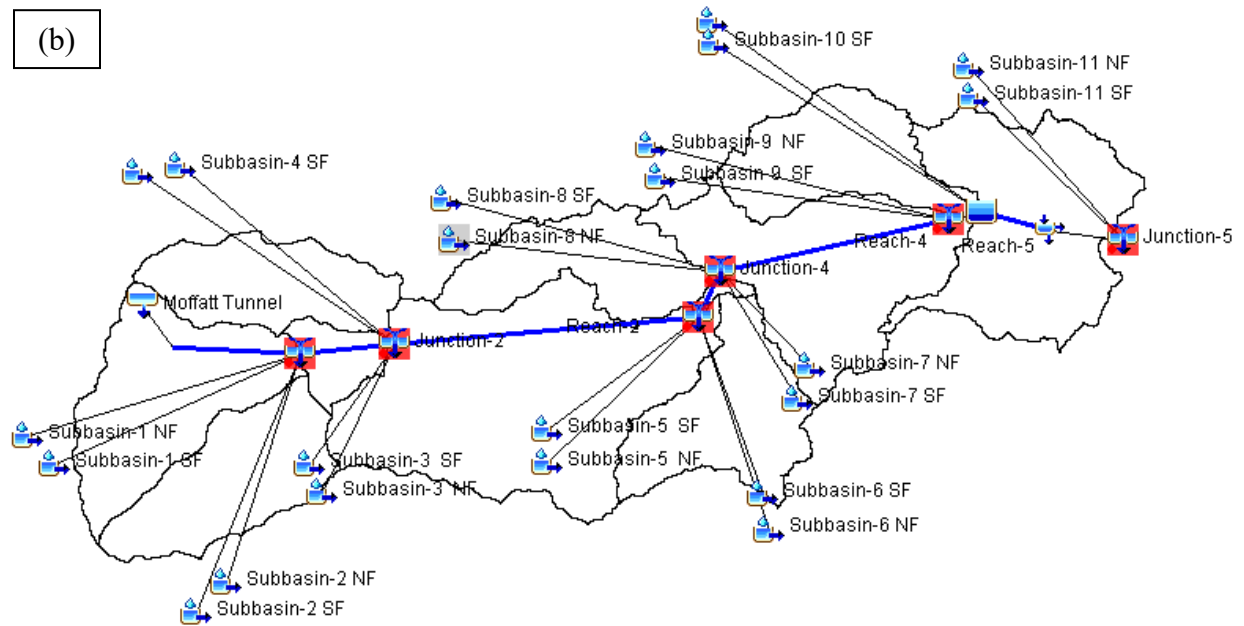 (b)
Subbasin-10 SF
Subbasin-11 NF
Subbasin-11 SF
Subbasin-9 NF
Subbasin-9 SF
Subbasin-4 SF
Subbasin-8 SF
Subbasin-8 NF
Reach-4
Reach-5
Junction-5
Junction-4
Moffatt Tunnel
Reach-2
Junction-2
Subbasin-7 NF
Subbasin-7 SF
Subbasin-1 NF
Subbasin-1 SF
Subbasin-5 SF
Subbasin-5 NF
Subbasin-3 SF
Subbasin-3 NF
Subbasin-6 SF
Subbasin-6 NF
Subbasin-2 NF
Subbasin-2 SF